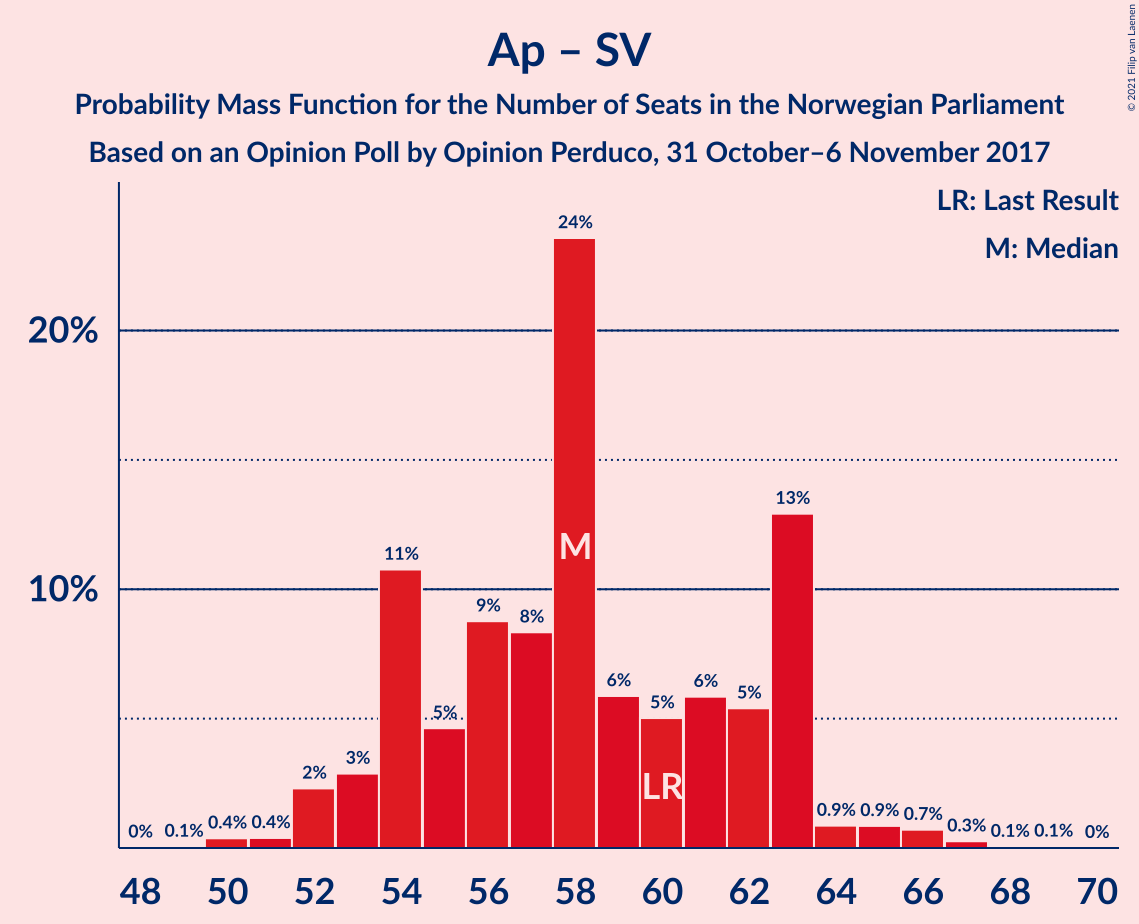 Ap – SV
Probability Mass Function for the Number of Seats in the Norwegian Parliament
Based on an Opinion Poll by Opinion Perduco, 31 October–6 November 2017
© 2021 Filip van Laenen
LR: Last Result
M: Median
20%
10%
0% 0.1% 0.4% 0.4% 2% 3% 11% 5% 9% 8% 24% 6% 5% 6% 5% 13% 0.9% 0.9% 0.7% 0.3% 0.1% 0.1% 0%
M
LR
48 50 52 54 56 58 60 62 64 66 68 70